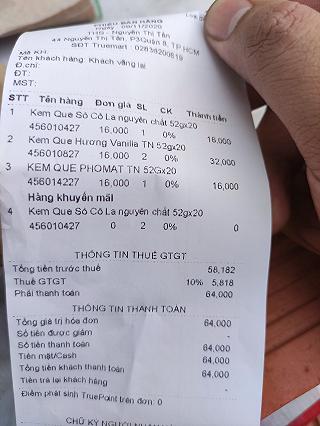 PHIẾU BÁN HÀNG
Ngày - 09/11/2020
THS - Nguyễn Thị Tần
44 Nguyễn Thị Tần, P3Quận 8, TP HCM
SĐT Truemart : 02836200619
Mã KH:
Tên khách hàng: Khách vãng lai
Đ.chỉ:
ĐT:
MST:
STT Tên hàng Đơn giá SL CK Thành tiền
1 Kem Que Sô Cô La nguyên chất 52gx20
456010427 16,000 1 0% 16,000
2 Kem Que Hương Vanilla TN 52gx20
456010827 16,000 2 0% 32,000
3 KEM QUE PHOMAT TN 52Gx20
456014227 16,000 1 0% 16,000
Hàng khuyến mãi
4 Kem Que Sô Cô La nguyên chất 52gx20
456010427 0 2 0% 0
THÔNG TIN THUẾ GTGT
Tổng tiền trước thuế 58,182
Thuế GTGT 10% 5,818
Phải thanh toán 64,000
THÔNG TIN THANH TOÁN
Tổng giá trị hóa đơn 64,000
Số tiền được giảm -
Số tiền thanh toán 64,000
Tiền mặt/Cash 64,000
Tổng tiền khách thanh toán 64,000
Tiền trả lại khách hàng -
Điểm phát sinh TruePoint trên đơn: 0
CHỮ KÝ NGƯỜI NHẬN